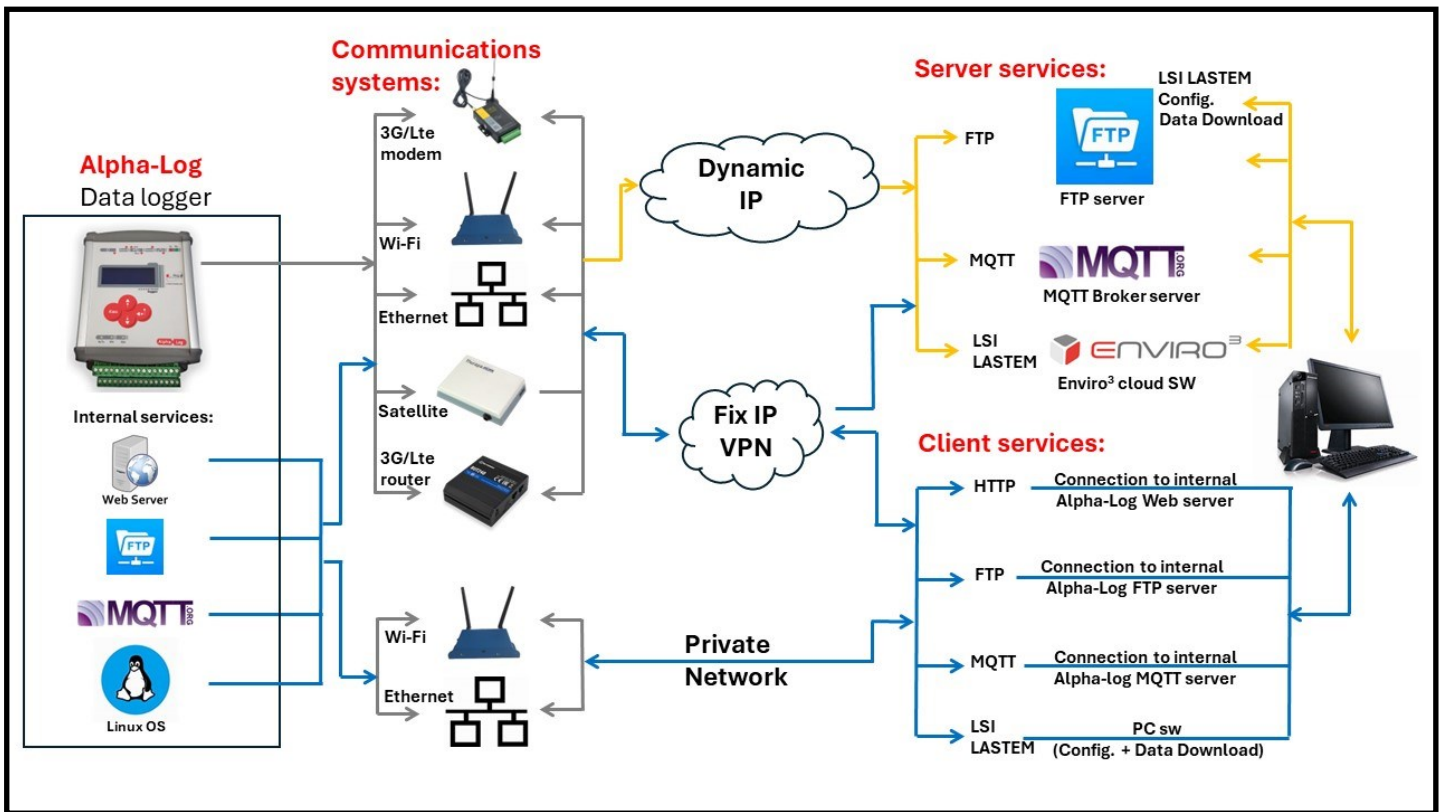 Communications
systems:
3G/Lte
modem
Wi-Fi
Ethernet
Satellite
3G/Lte
router
Alpha-Log
Data logger
Alpha-Log
Internal services:
Web Server
FTP
MQTT.ORG
Linux OS
Wi-Fi
Ethernet
Dynamic
IP
Fix IP
VPN
Private
Network
Server services:
LSI LASTEM
Config.
Data Download
FTP
FTP
FTP server
MQTT
MQTT.ORG
MQTT Broker server
LSI
LASTEM
ENVIRO³
Enviro³ cloud SW
Client services:
HTTP
Connection to internal
Alpha-Log Web server
FTP
Connection to internal
Alpha-Log FTP server
MQTT
Connection to internal
Alpha-log MQTT server
LSI
LASTEM
PC sw
(Config. + Data Download)